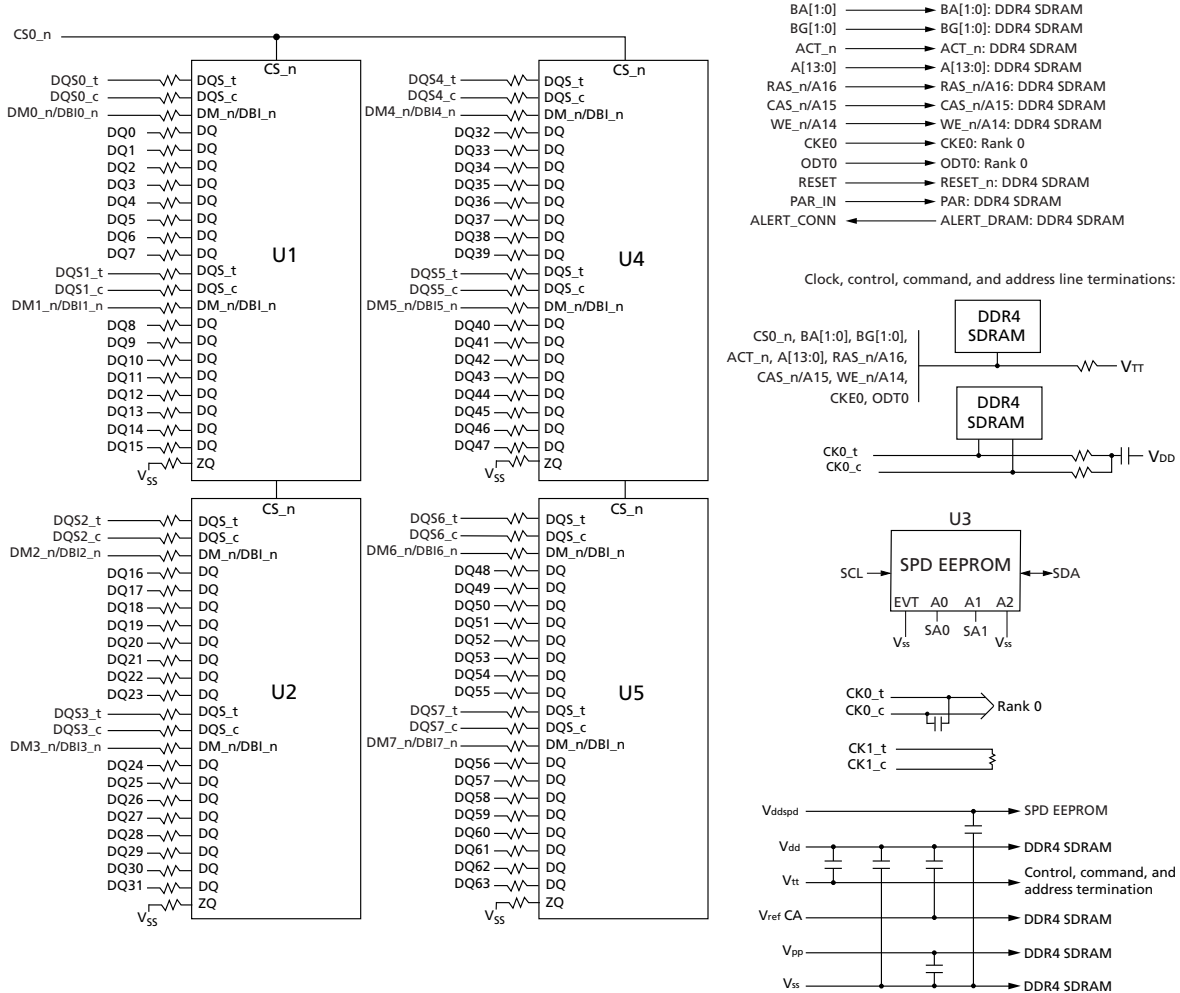 CS0_n
CS_n
DQS0_t DQS_t
DQS0_c DQS_c
DM0_n/DBI0_n DM_n/DBI_n
DQ0 DQ
DQ1 DQ
DQ2 DQ
DQ3 DQ
DQ4 DQ
DQ5 DQ
DQ6 DQ
DQ7 DQ
U1
DQS1_t DQS_t
DQS1_c DQS_c
DM1_n/DBI1_n DM_n/DBI_n
DQ8 DQ
DQ9 DQ
DQ10 DQ
DQ11 DQ
DQ12 DQ
DQ13 DQ
DQ14 DQ
DQ15 DQ
VSS ZQ
CS_n
DQS2_t DQS_t
DQS2_c DQS_c
DM2_n/DBI2_n DM_n/DBI_n
DQ16 DQ
DQ17 DQ
DQ18 DQ
DQ19 DQ
DQ20 DQ
DQ21 DQ
DQ22 DQ
DQ23 DQ
U2
DQS3_t DQS_t
DQS3_c DQS_c
DM3_n/DBI3_n DM_n/DBI_n
DQ24 DQ
DQ25 DQ
DQ26 DQ
DQ27 DQ
DQ28 DQ
DQ29 DQ
DQ30 DQ
DQ31 DQ
VSS ZQ
CS_n
DQS4_t DQS_t
DQS4_c DQS_c
DM4_n/DBI4_n DM_n/DBI_n
DQ32 DQ
DQ33 DQ
DQ34 DQ
DQ35 DQ
DQ36 DQ
DQ37 DQ
DQ38 DQ
DQ39 DQ
U4
DQS5_t DQS_t
DQS5_c DQS_c
DM5_n/DBI5_n DM_n/DBI_n
DQ40 DQ
DQ41 DQ
DQ42 DQ
DQ43 DQ
DQ44 DQ
DQ45 DQ
DQ46 DQ
DQ47 DQ
VSS ZQ
CS_n
DQS6_t DQS_t
DQS6_c DQS_c
DM6_n/DBI6_n DM_n/DBI_n
DQ48 DQ
DQ49 DQ
DQ50 DQ
DQ51 DQ
DQ52 DQ
DQ53 DQ
DQ54 DQ
DQ55 DQ
U5
DQS7_t DQS_t
DQS7_c DQS_c
DM7_n/DBI7_n DM_n/DBI_n
DQ56 DQ
DQ57 DQ
DQ58 DQ
DQ59 DQ
DQ60 DQ
DQ61 DQ
DQ62 DQ
DQ63 DQ
VSS ZQ
BA[1:0] BA[1:0]: DDR4 SDRAM
BG[1:0] BG[1:0]: DDR4 SDRAM
ACT_n ACT_n: DDR4 SDRAM
A[13:0] A[13:0]: DDR4 SDRAM
RAS_n/A16 RAS_n/A16: DDR4 SDRAM
CAS_n/A15 CAS_n/A15: DDR4 SDRAM
WE_n/A14 WE_n/A14: DDR4 SDRAM
CKE0 CKE0: Rank 0
ODT0 ODT0: Rank 0
RESET RESET_n: DDR4 SDRAM
PAR_IN PAR: DDR4 SDRAM
ALERT_CONN ALERT_DRAM: DDR4 SDRAM
Clock, control, command, and address line terminations:
DDR4
SDRAM
CS0_n, BA[1:0], BG[1:0],
ACT_n, A[13:0], RAS_n/A16,
CAS_n/A15, WE_n/A14,
CKE0, ODT0
VTT
DDR4
SDRAM
CK0_t
CK0_c
VDD
U3
SCL SPD EEPROM SDA
EVT A0 A1 A2
Vss SA0 SA1 Vss
CK0_t
CK0_c
Rank 0
CK1_t
CK1_c
Vddspd SPD EEPROM
Vdd DDR4 SDRAM
Vtt Control, command, and
address termination
Vref CA DDR4 SDRAM
Vpp DDR4 SDRAM
Vss DDR4 SDRAM